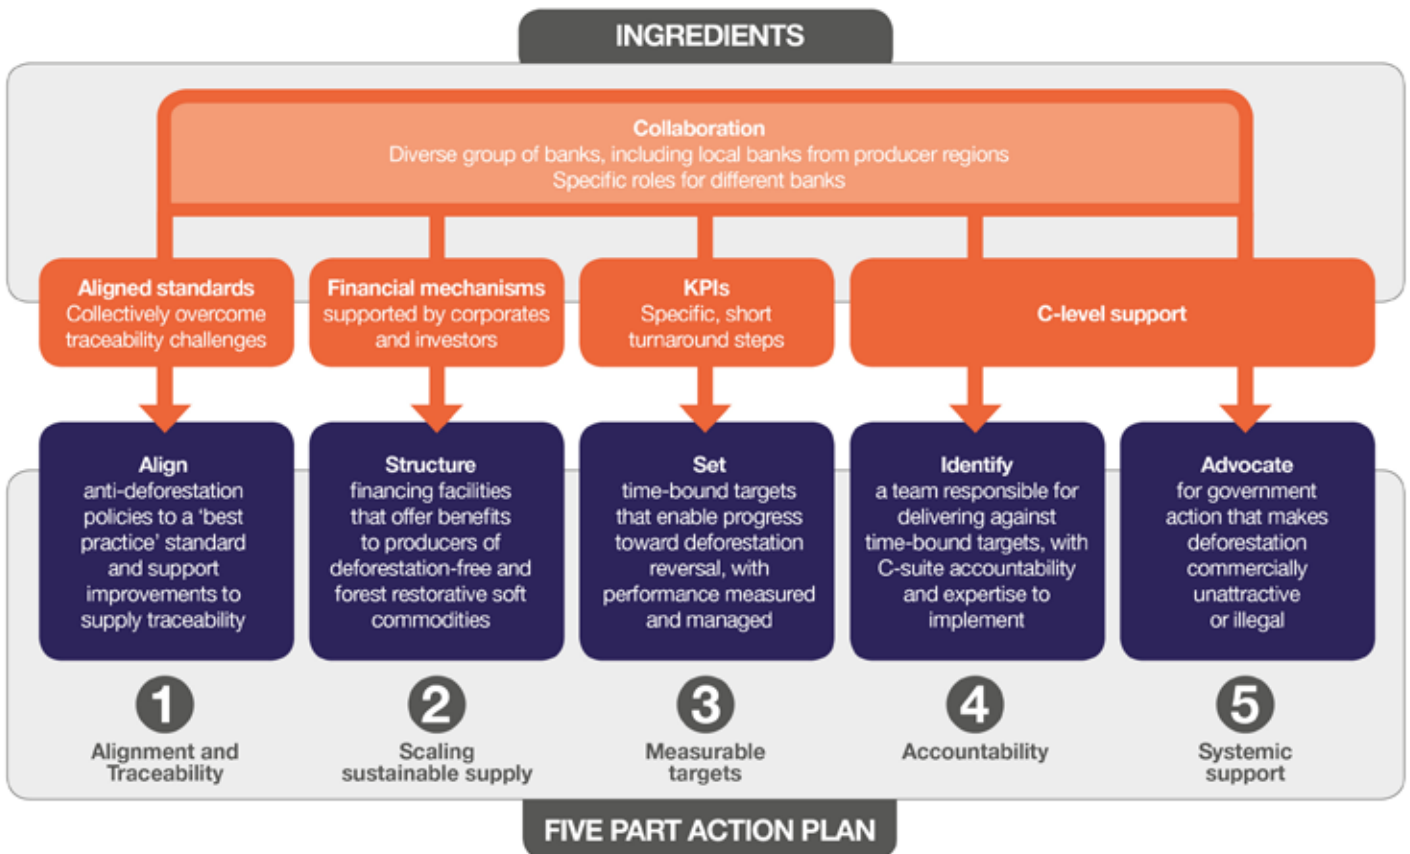 INGREDIENTS
Collaboration
Diverse group of banks, including local banks from producer regions
Specific roles for different banks
Aligned standards
Collectively overcome
traceability challenges
Financial mechanisms
supported by corporates
and investors
KPIs
Specific, short
turnaround steps
C-level support
Align
anti-deforestation
policies to a ‘best
practice’ standard
and support
improvements to
supply traceability
Structure
financing facilities
that offer benefits
to producers of
deforestation-free and
forest restorative soft
commodities
Set
time-bound targets
that enable progress
toward deforestation
reversal, with
performance measured
and managed
Identify
a team responsible for
delivering against
time-bound targets, with
C-suite accountability
and expertise to
implement
Advocate
for government
action that makes
deforestation
commercially
unattractive
or illegal
1
Alignment and
Traceability
2
Scaling
sustainable supply
3
Measurable
targets
4
Accountability
5
Systemic
support
FIVE PART ACTION PLAN